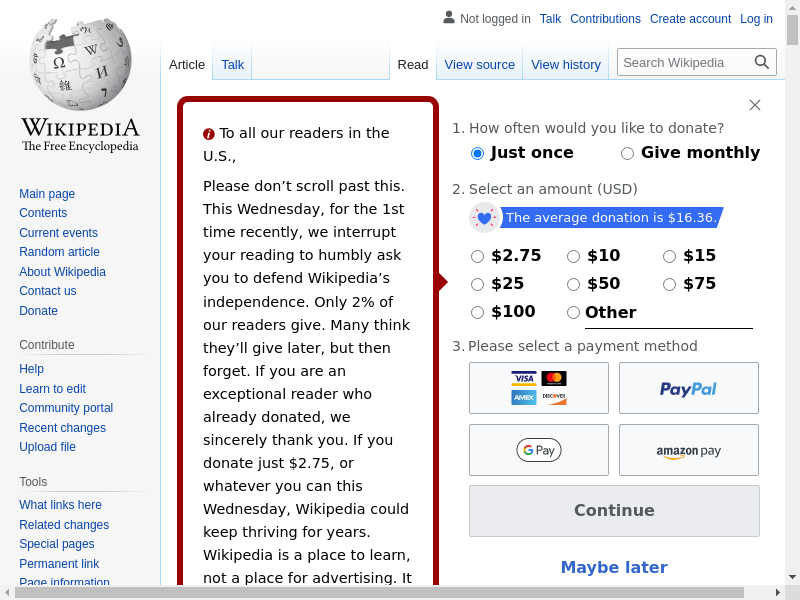 Not logged in Talk Contributions Create account Log in
Article Talk Read View source View history Search Wikipedia
WIKIPEDIA
The Free Encyclopedia
Main page
Contents
Current events
Random article
About Wikipedia
Contact us
Donate
Contribute
Help
Learn to edit
Community portal
Recent changes
Upload file
Tools
What links here
Related changes
Special pages
Permanent link
Page information
To all our readers in the
U.S.,
Please don’t scroll past this.
This Wednesday, for the 1st
time recently, we interrupt
your reading to humbly ask
you to defend Wikipedia’s
independence. Only 2% of
our readers give. Many think
they’ll give later, but then
forget. If you are an
exceptional reader who
already donated, we
sincerely thank you. If you
donate just $2.75, or
whatever you can this
Wednesday, Wikipedia could
keep thriving for years.
Wikipedia is a place to learn,
not a place for advertising. It
1. How often would you like to donate?
Just once Give monthly
2. Select an amount (USD)
The average donation is $16.36.
$2.75 $10 $15
$25 $50 $75
$100 Other
3. Please select a payment method
VISA mastercard PayPal
AMEX DISCOVER
G Pay amazon pay
Continue
Maybe later